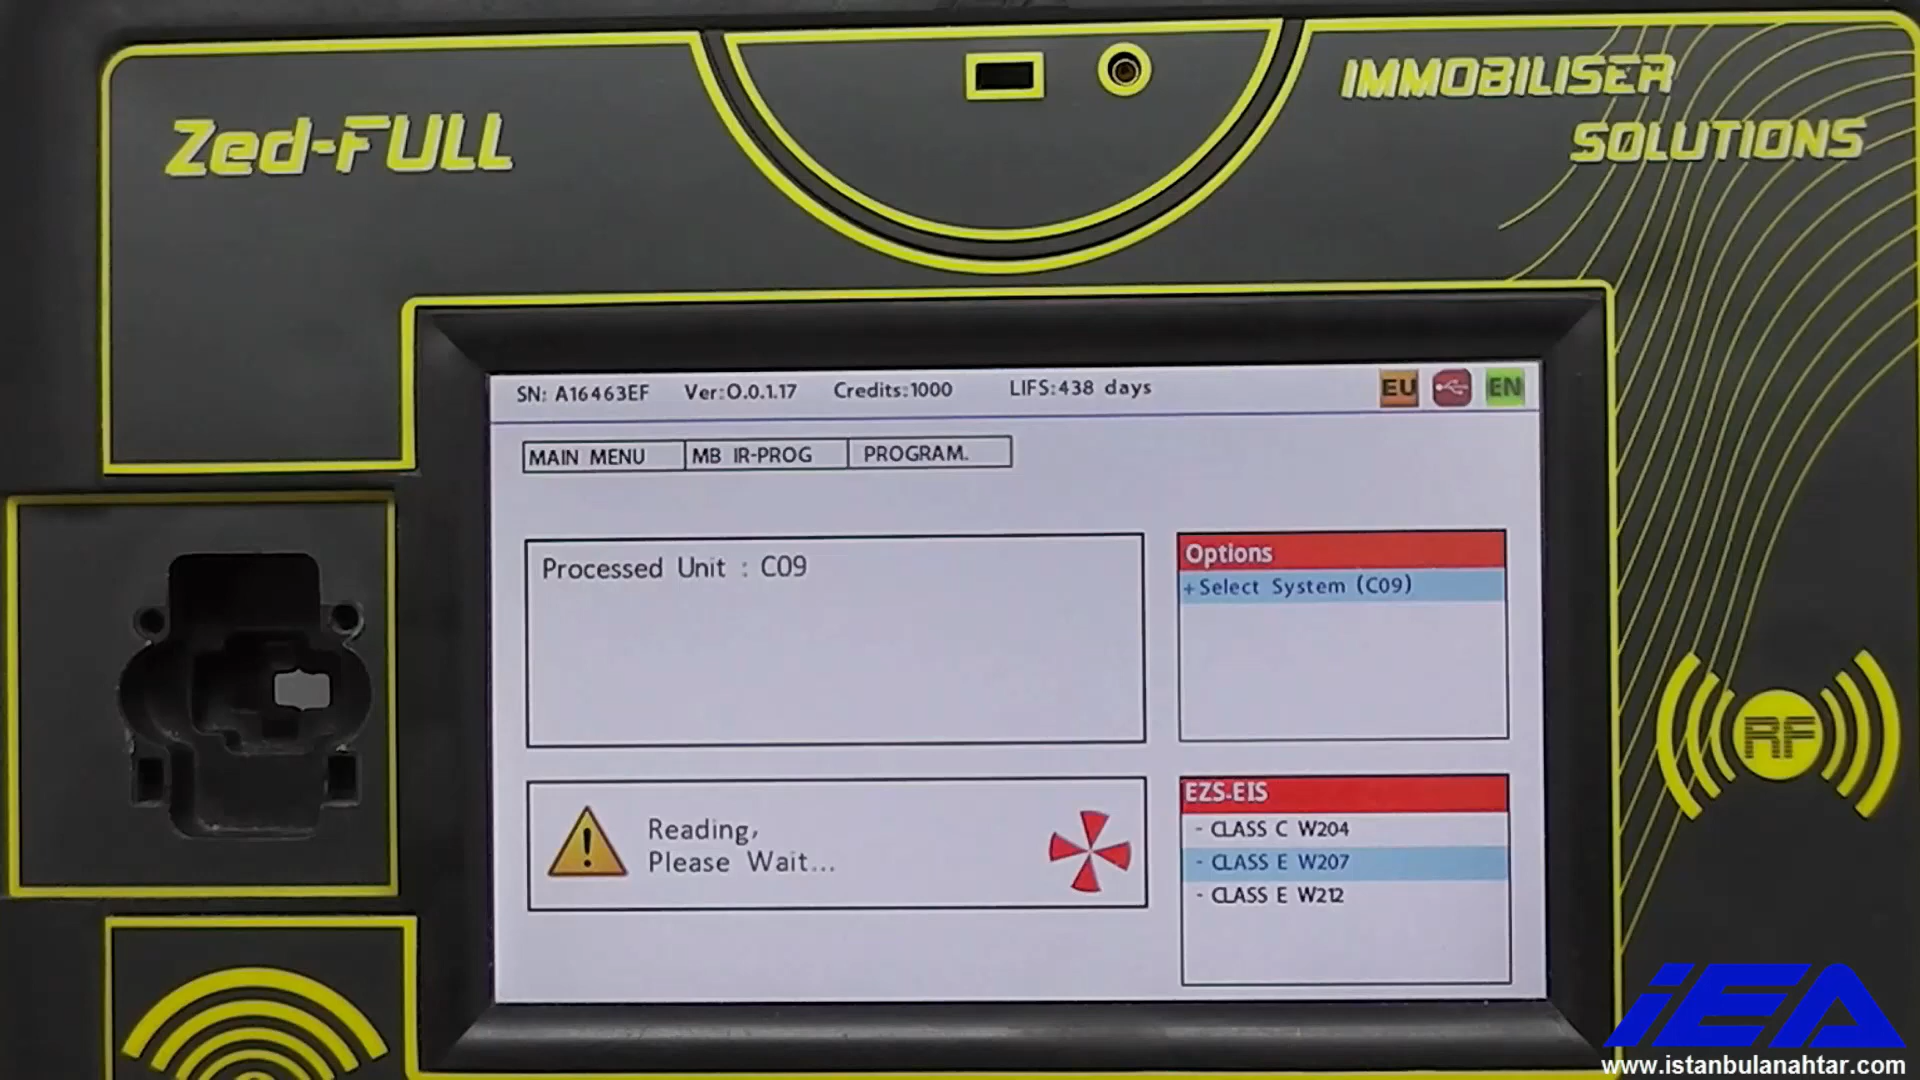 Zed-FULL
IMMOBILISER
SOLUTIONS
SN: A16463EF Ver:O.0.1.17 Credits:1000 LIFS:438 days EU EN
MAIN MENU MB IR-PROG PROGRAM.
Processed Unit : C09
Options
+Select System (C09)
Reading,
Please Wait...
EZS-EIS
- CLASS C W204
- CLASS E W207
- CLASS E W212
RF
iEA
www.istanbulanahtar.com